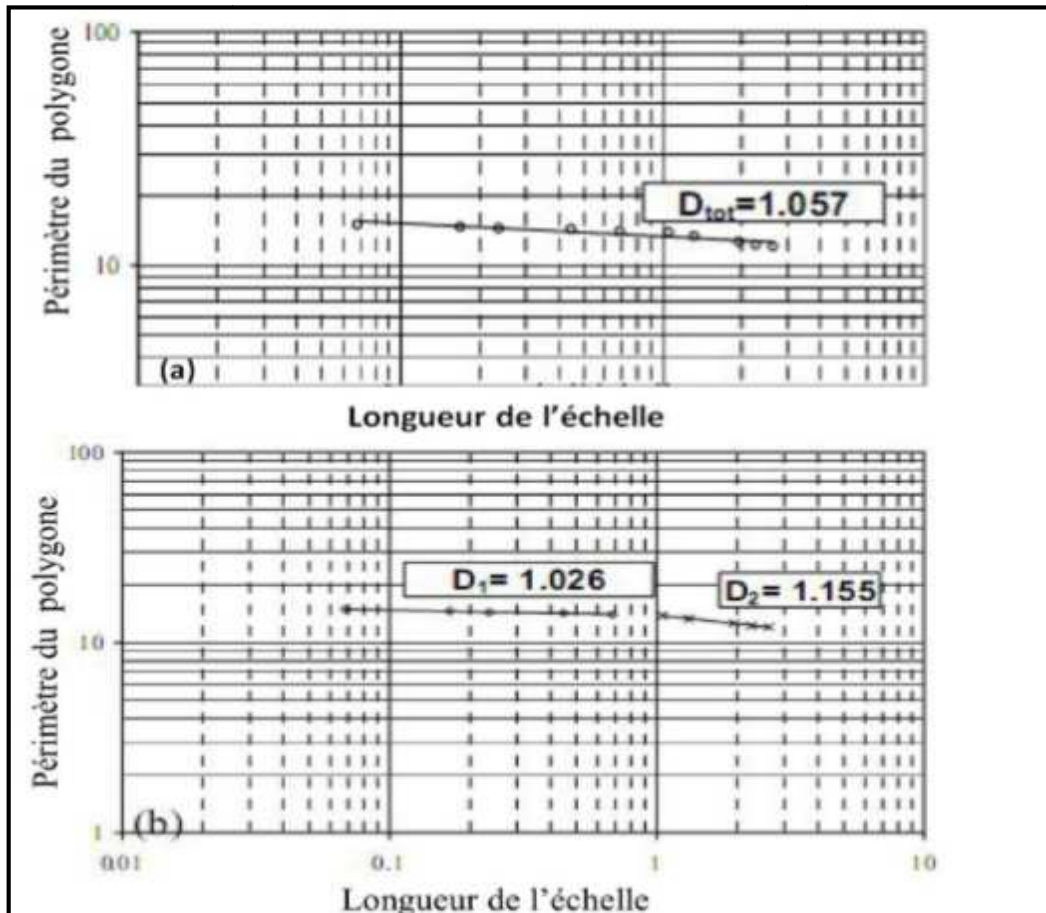 100
Périmètre du polygone
D_tot=1.057
10
(a)
Longueur de l'échelle
100
Périmètre du polygone
D₁= 1.026
D₂= 1.155
10
1
(b)
0.01
0.1
1
10
Longueur de l'échelle